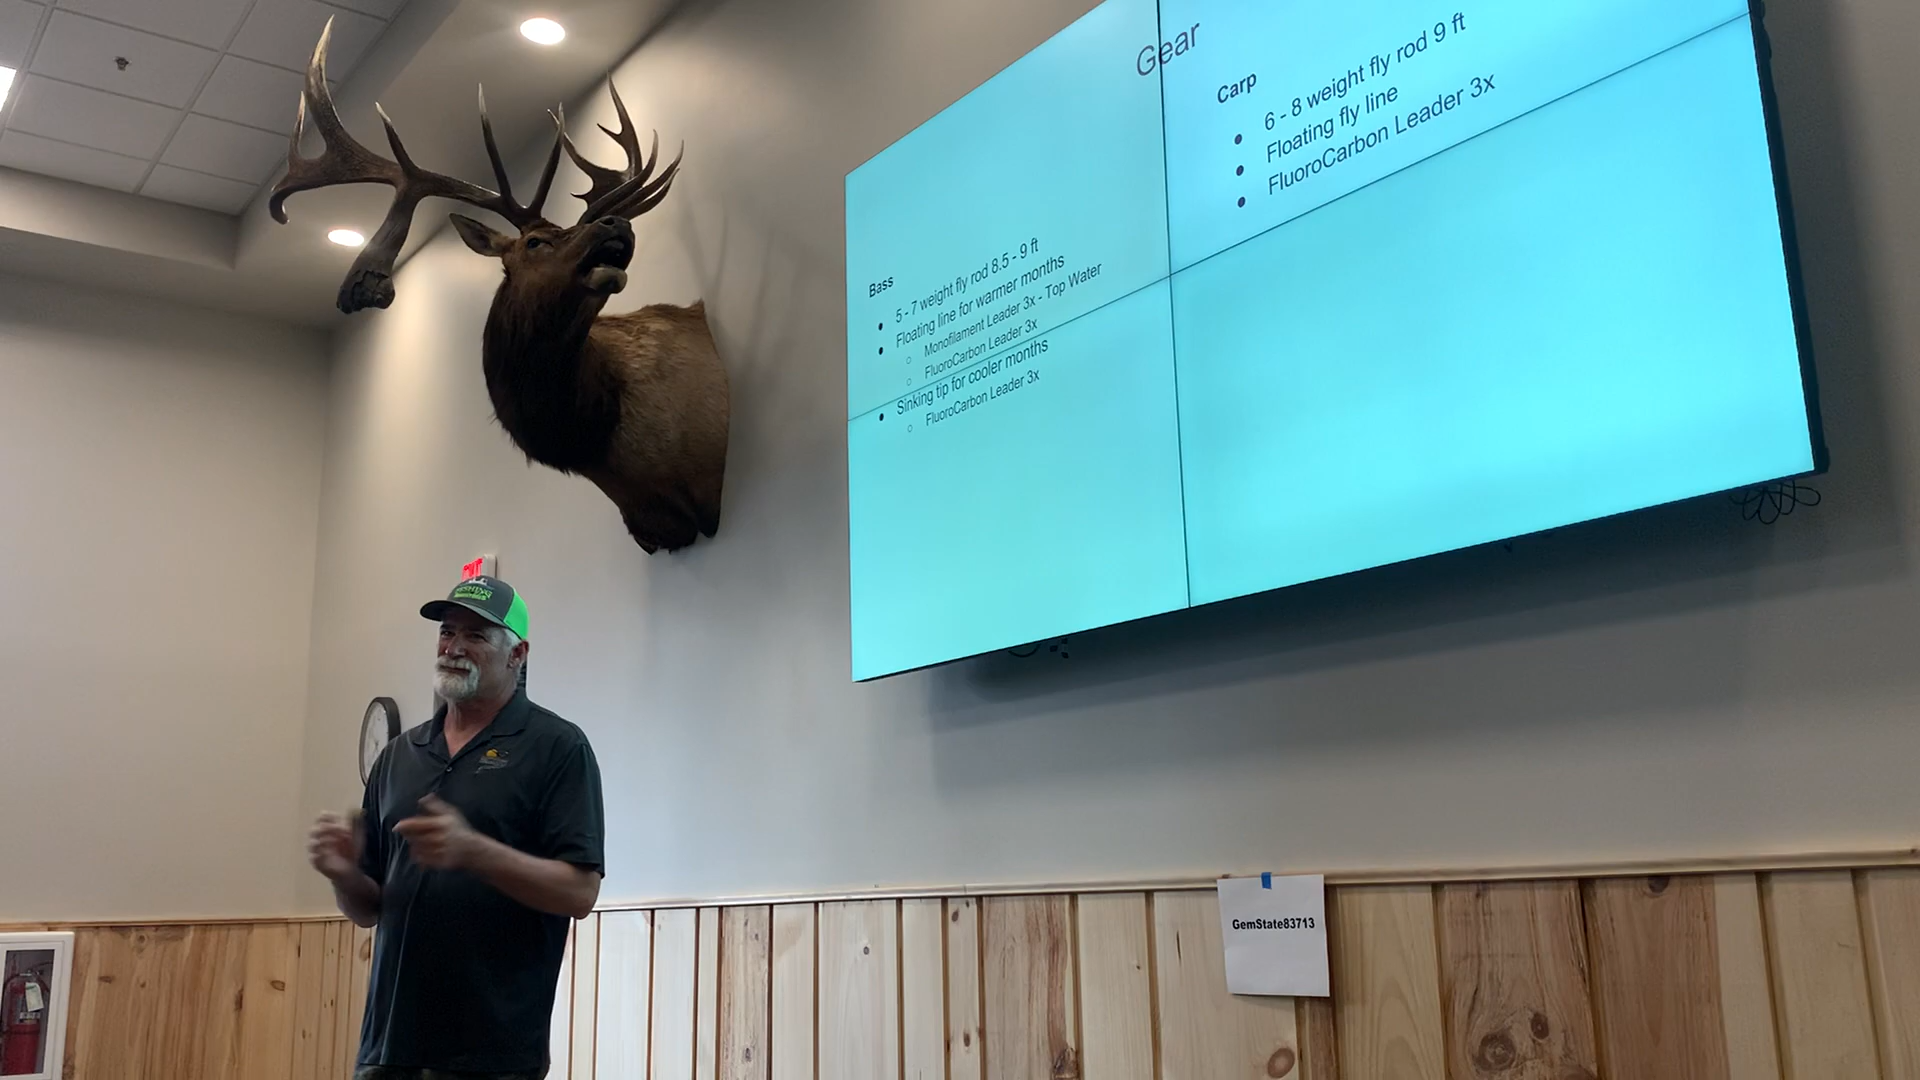 Gear
Bass
5 - 7 weight fly rod 8.5 - 9 ft
Floating line for warmer months
Monofilament Leader 3x - Top Water
FluoroCarbon Leader 3x
Sinking tip for cooler months
FluoroCarbon Leader 3x
Carp
6 - 8 weight fly rod 9 ft
Floating fly line
FluoroCarbon Leader 3x
EXIT
GemState83713